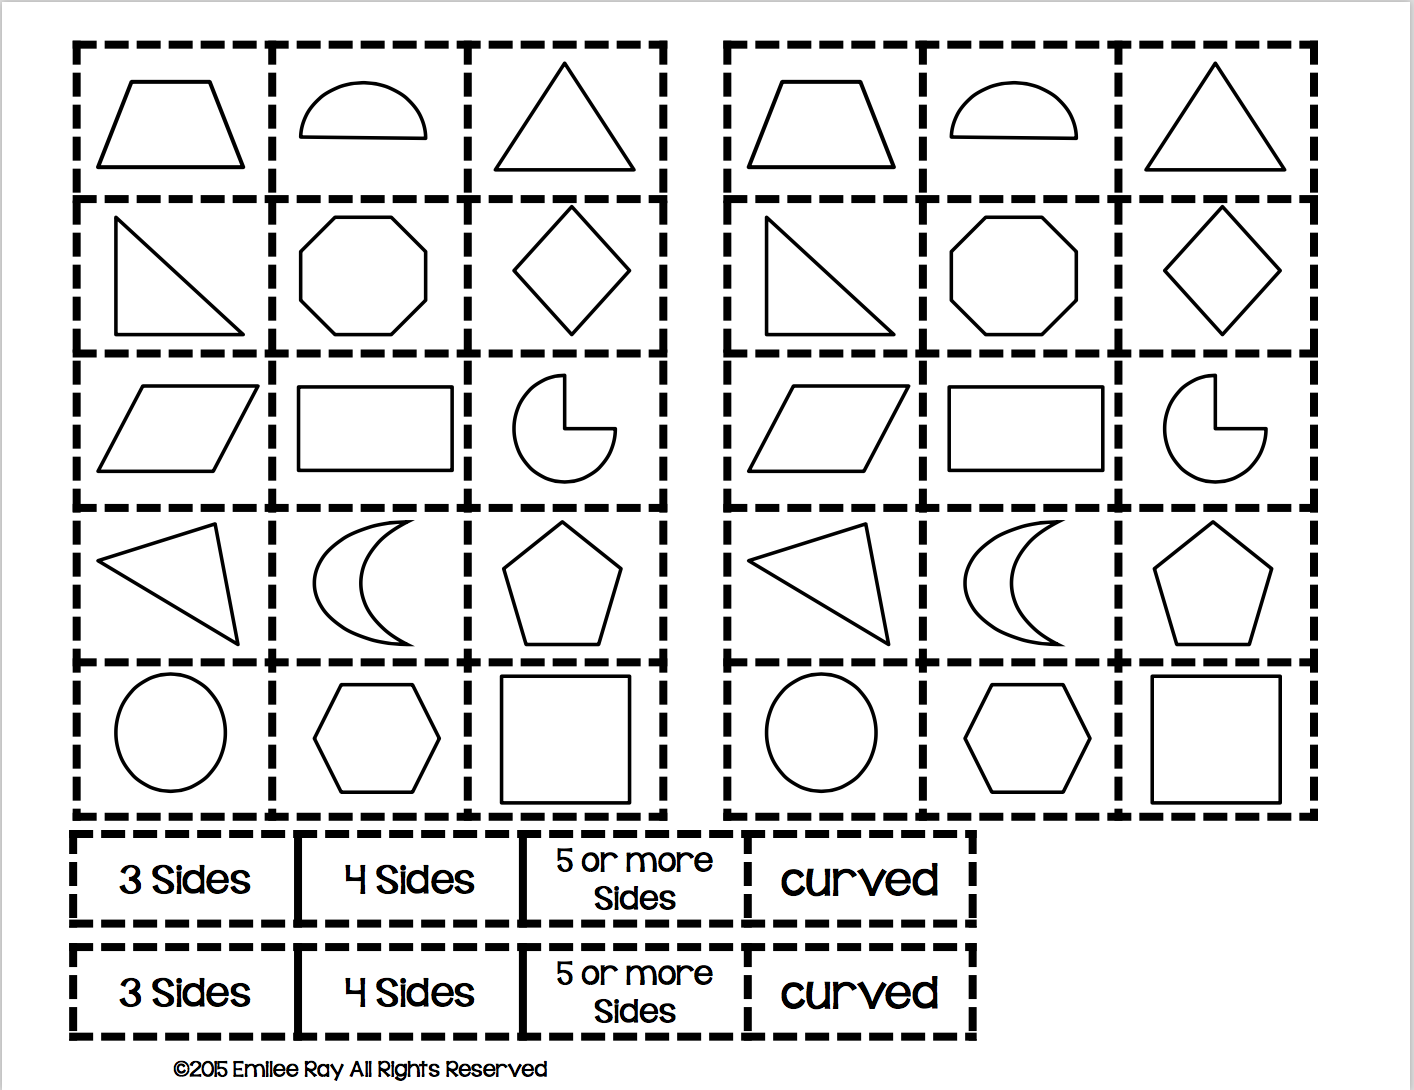 3 Sides
4 Sides
5 or more
Sides
curved
3 Sides
4 Sides
5 or more
Sides
curved
©2015 Emilee Ray All Rights Reserved